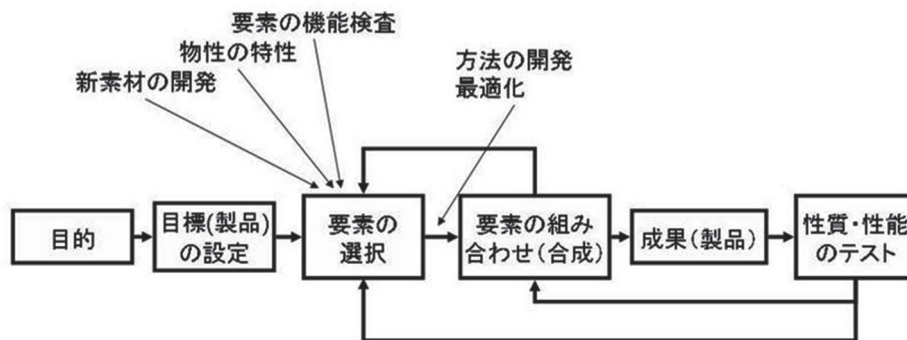 要素の機能検査
物性の特性
新素材の開発
方法の開発
最適化
目的
目標(製品)
の設定
要素の
選択
要素の組み
合わせ(合成)
成果(製品)
性質・性能
のテスト